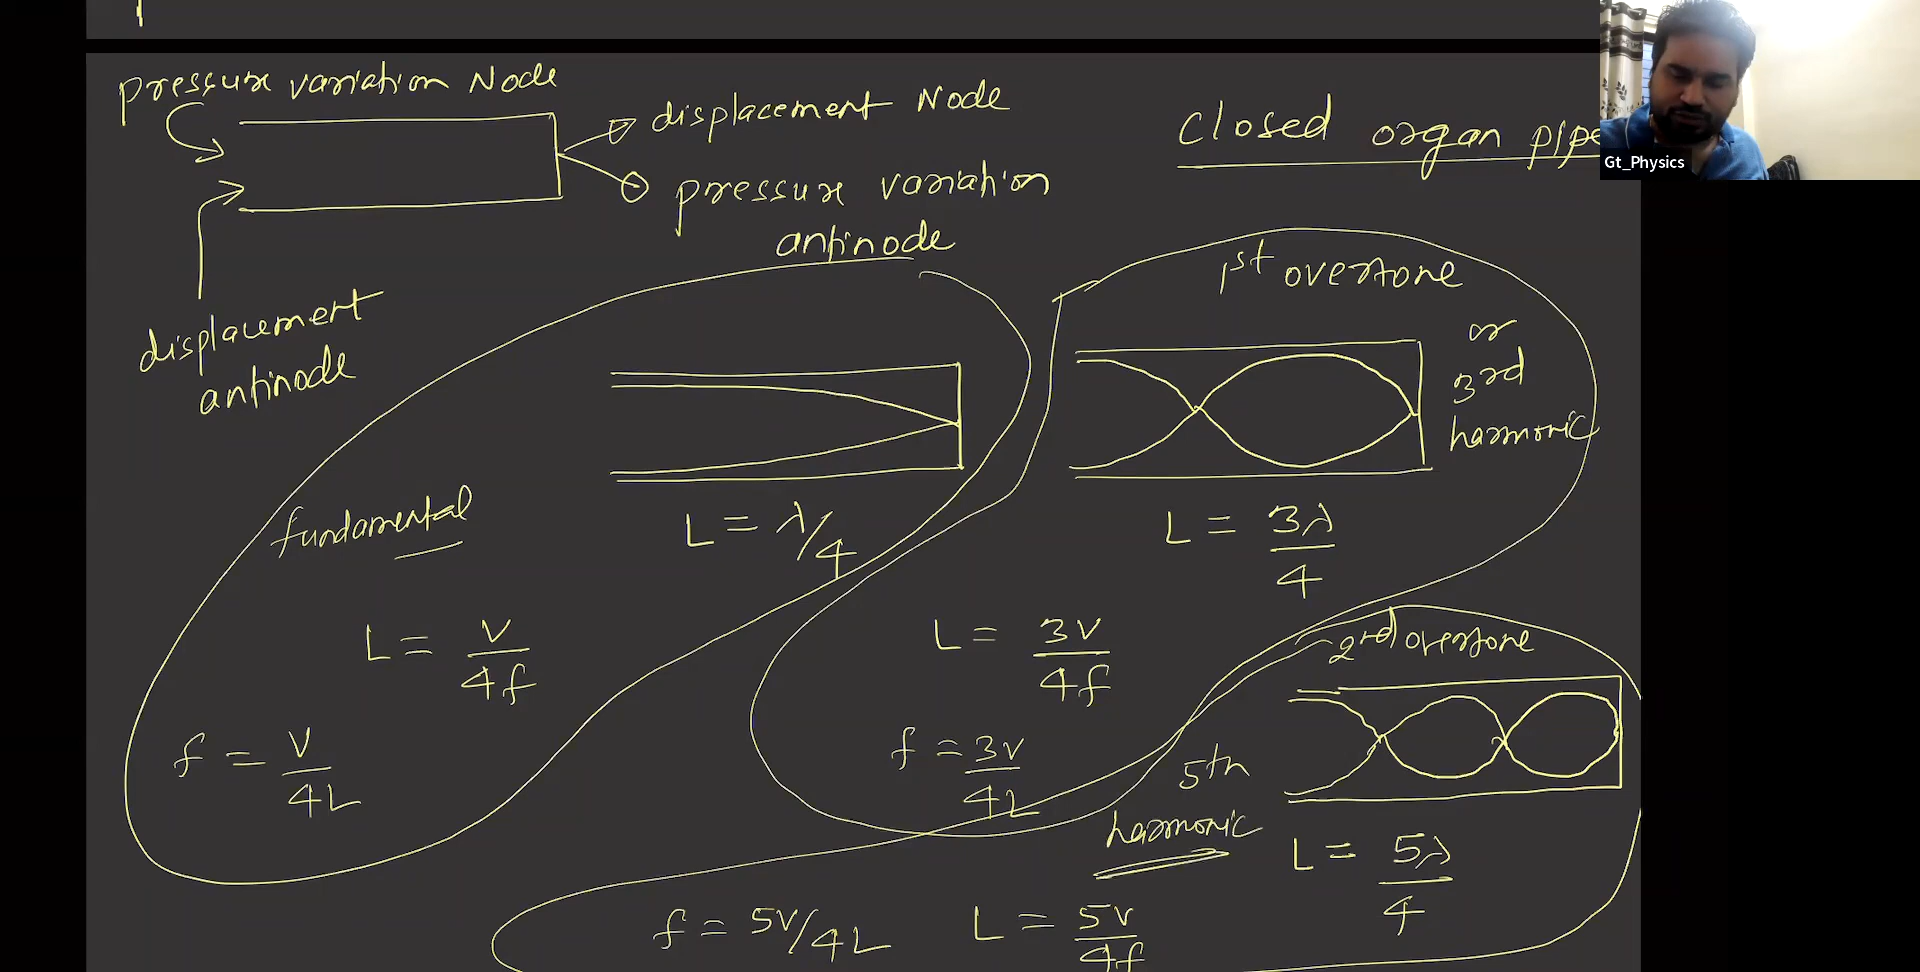 pressure variation Node
displacement Node
closed organ pipe
Gt_Physics
pressure variation
antinode
displacement
antinode
1st overtone
or
3rd
harmonic
fundamental
L = λ/4
L = 3λ/4
L = v/4f
f = v/4L
L = 3v/4f
f = 3v/4L
2rd overtone
5th
harmonic
L = 5λ/4
f = 5v/4L
L = 5v/4f